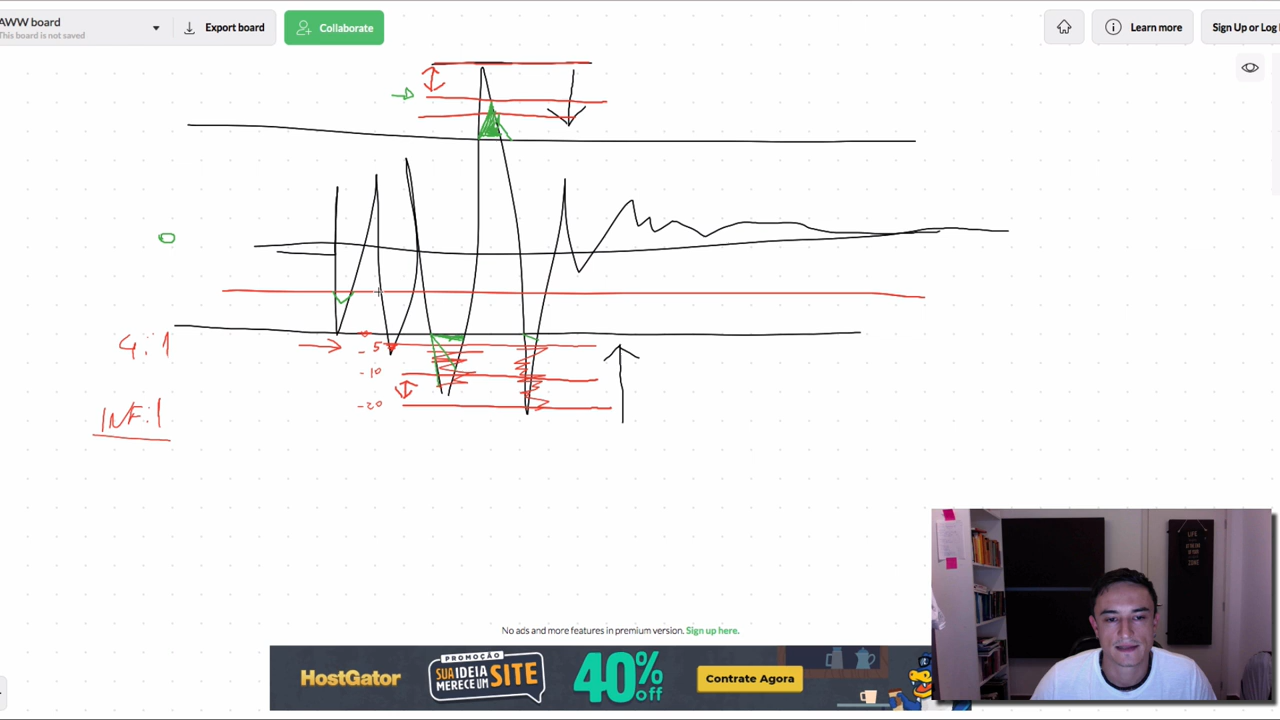 AWW board
This board is not saved
Export board
Collaborate
Learn more
Sign Up or Log I
0
4:1
INF:1
- 5
- 10
- 20
LIFE
No ads and more features in premium version. Sign up here.
HostGator
PROMOÇÃO
SUA IDEIA
MERECE UM SITE
40%
off
Contrate Agora